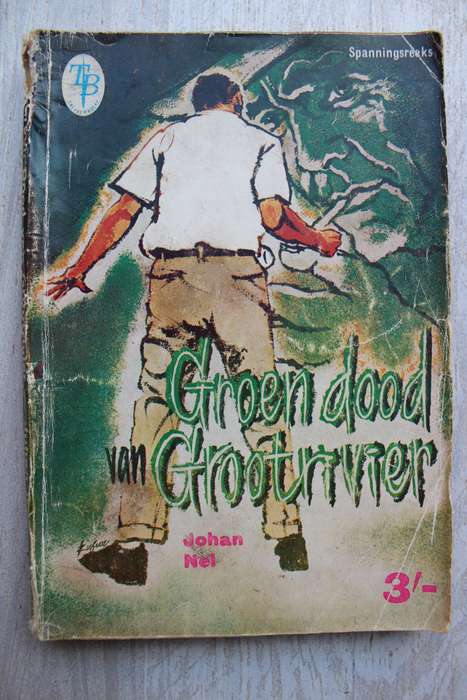 Spanningsreeks
TB
Groen dood
van Grootrivier
Johan
Nel
3/-